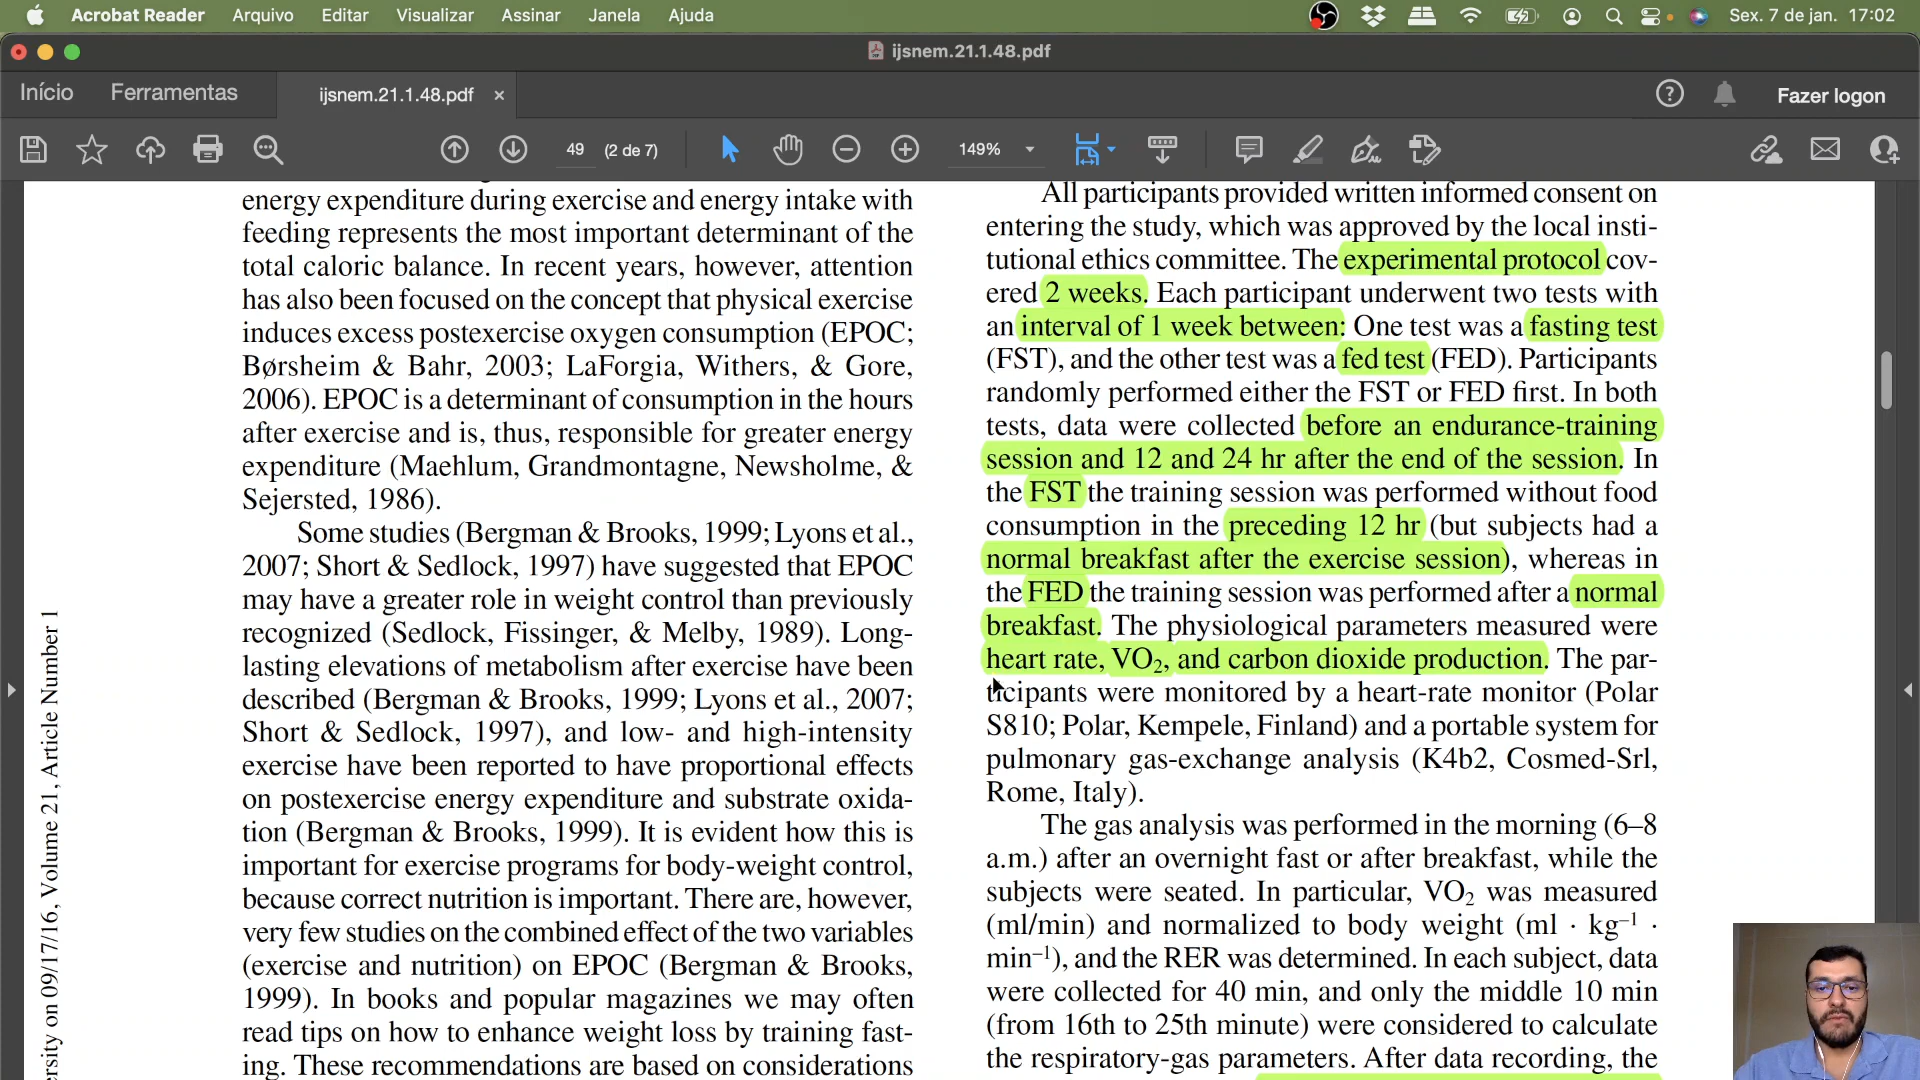 Acrobat Reader Arquivo Editar Visualizar Assinar Janela Ajuda Sex. 7 de jan. 17:02
ijsnem.21.1.48.pdf
Início Ferramentas ijsnem.21.1.48.pdf × Fazer logon
49 (2 de 7) 149%
energy expenditure during exercise and energy intake with
feeding represents the most important determinant of the
total caloric balance. In recent years, however, attention
has also been focused on the concept that physical exercise
induces excess postexercise oxygen consumption (EPOC;
Børsheim & Bahr, 2003; LaForgia, Withers, & Gore,
2006). EPOC is a determinant of consumption in the hours
after exercise and is, thus, responsible for greater energy
expenditure (Maehlum, Grandmontagne, Newsholme, &
Sejersted, 1986).
Some studies (Bergman & Brooks, 1999; Lyons et al.,
2007; Short & Sedlock, 1997) have suggested that EPOC
may have a greater role in weight control than previously
recognized (Sedlock, Fissinger, & Melby, 1989). Long-
lasting elevations of metabolism after exercise have been
described (Bergman & Brooks, 1999; Lyons et al., 2007;
Short & Sedlock, 1997), and low- and high-intensity
exercise have been reported to have proportional effects
on postexercise energy expenditure and substrate oxida-
tion (Bergman & Brooks, 1999). It is evident how this is
important for exercise programs for body-weight control,
because correct nutrition is important. There are, however,
very few studies on the combined effect of the two variables
(exercise and nutrition) on EPOC (Bergman & Brooks,
1999). In books and popular magazines we may often
read tips on how to enhance weight loss by training fast-
ing. These recommendations are based on considerations
All participants provided written informed consent on
entering the study, which was approved by the local insti-
tutional ethics committee. The experimental protocol cov-
ered 2 weeks. Each participant underwent two tests with
an interval of 1 week between: One test was a fasting test
(FST), and the other test was a fed test (FED). Participants
randomly performed either the FST or FED first. In both
tests, data were collected before an endurance-training
session and 12 and 24 hr after the end of the session. In
the FST the training session was performed without food
consumption in the preceding 12 hr (but subjects had a
normal breakfast after the exercise session), whereas in
the FED the training session was performed after a normal
breakfast. The physiological parameters measured were
heart rate, VO₂, and carbon dioxide production. The par-
ticipants were monitored by a heart-rate monitor (Polar
S810; Polar, Kempele, Finland) and a portable system for
pulmonary gas-exchange analysis (K4b2, Cosmed-Srl,
Rome, Italy).
The gas analysis was performed in the morning (6–8
a.m.) after an overnight fast or after breakfast, while the
subjects were seated. In particular, VO₂ was measured
(ml/min) and normalized to body weight (ml · kg⁻¹ ·
min⁻¹), and the RER was determined. In each subject, data
were collected for 40 min, and only the middle 10 min
(from 16th to 25th minute) were considered to calculate
the respiratory-gas parameters. After data recording, the
ersity on 09/17/16, Volume 21, Article Number 1